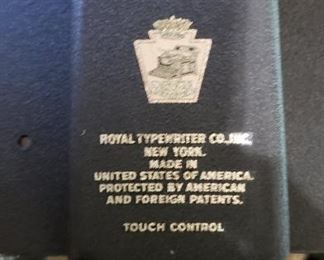 ROYAL TYPEWRITER CO., INC.
NEW YORK.
MADE IN
UNITED STATES OF AMERICA.
PROTECTED BY AMERICAN
AND FOREIGN PATENTS.
TOUCH CONTROL